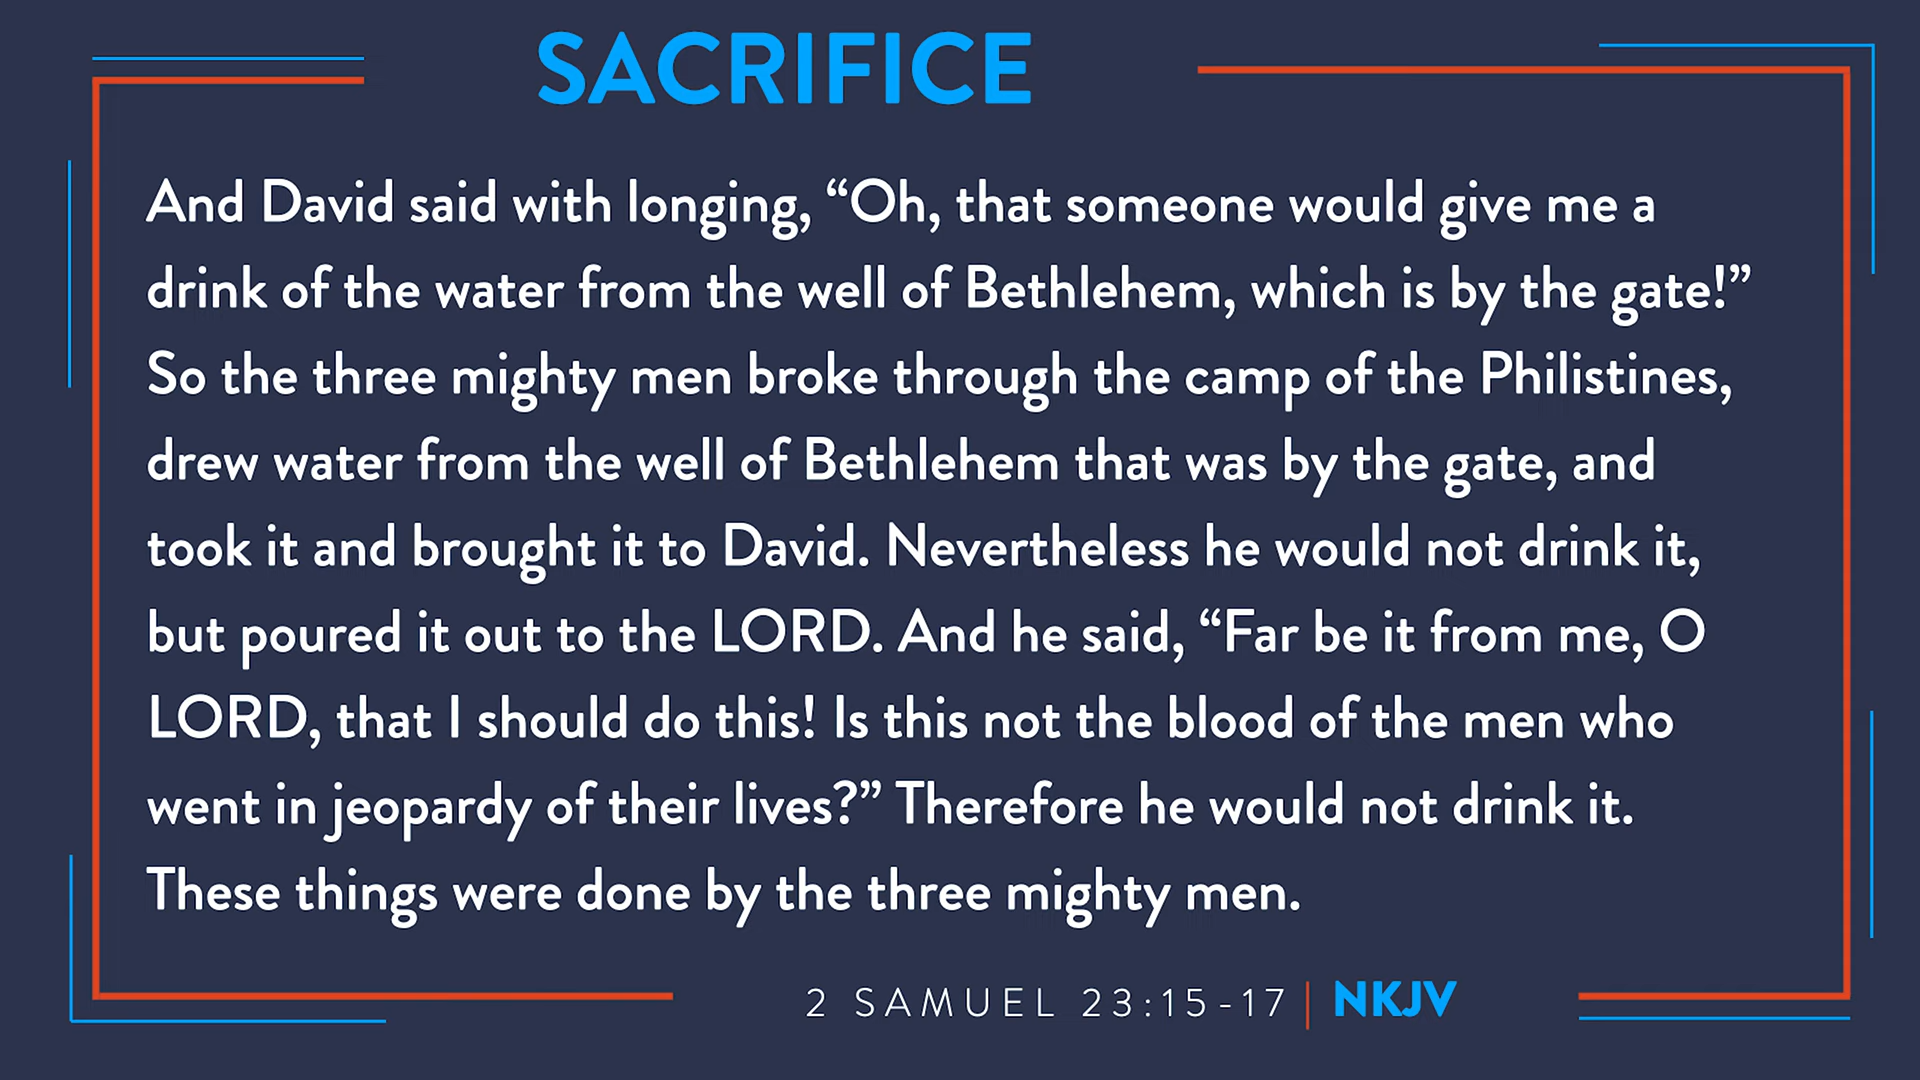 SACRIFICE
And David said with longing, “Oh, that someone would give me a
drink of the water from the well of Bethlehem, which is by the gate!”
So the three mighty men broke through the camp of the Philistines,
drew water from the well of Bethlehem that was by the gate, and
took it and brought it to David. Nevertheless he would not drink it,
but poured it out to the LORD. And he said, “Far be it from me, O
LORD, that I should do this! Is this not the blood of the men who
went in jeopardy of their lives?” Therefore he would not drink it.
These things were done by the three mighty men.
2 SAMUEL 23:15-17 | NKJV